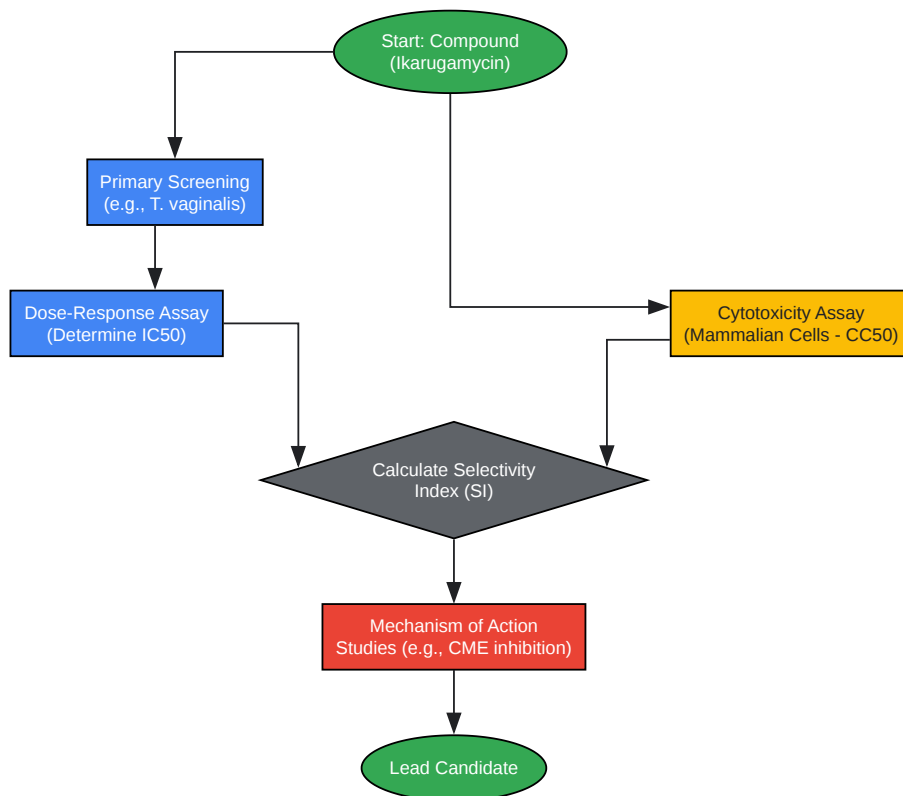 Start: Compound
(Ikarugamycin)
Primary Screening
(e.g., T. vaginalis)
Dose-Response Assay
(Determine IC50)
Cytotoxicity Assay
(Mammalian Cells - CC50)
Calculate Selectivity
Index (SI)
Mechanism of Action
Studies (e.g., CME inhibition)
Lead Candidate